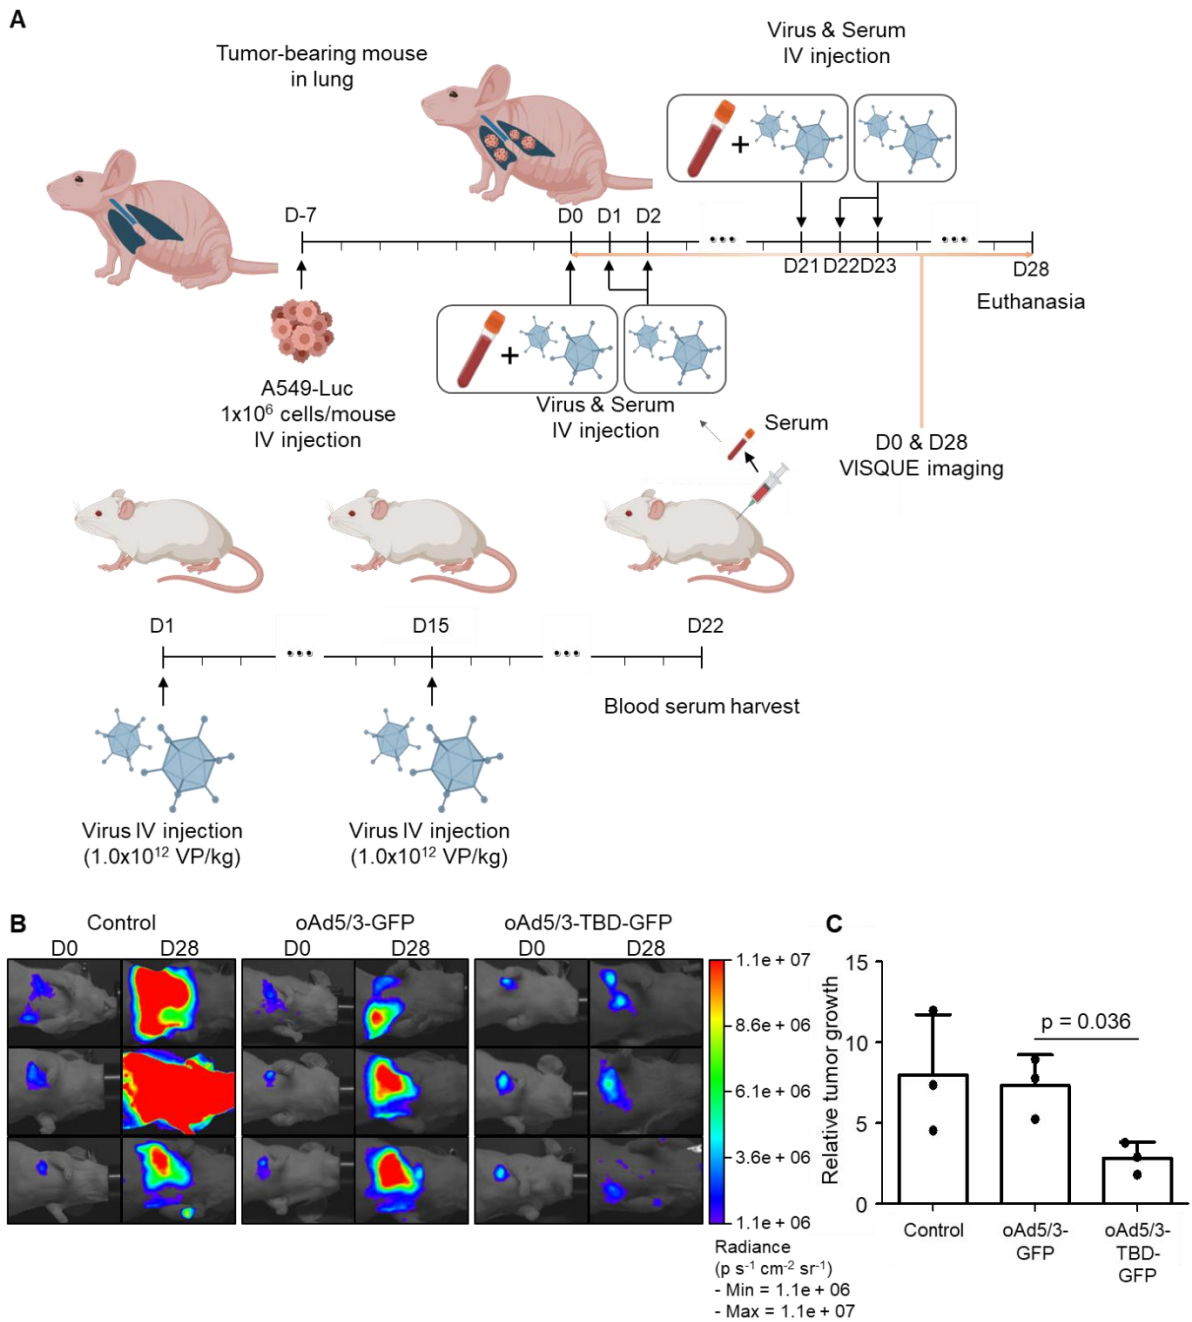 A
Tumor-bearing mouse
in lung
Virus & Serum
IV injection
+
D-7
D0
D1
D2
•••
•••
D21
D22
D23
D28
Euthanasia
+
A549-Luc
1x10⁶ cells/mouse
IV injection
Virus & Serum
IV injection
Serum
D0 & D28
VISQUE imaging
D1
•••
D15
•••
D22
Blood serum harvest
Virus IV injection
(1.0x10¹² VP/kg)
Virus IV injection
(1.0x10¹² VP/kg)
B
Control
oAd5/3-GFP
oAd5/3-TBD-GFP
D0
D28
D0
D28
D0
D28
1.1e + 07
8.6e + 06
6.1e + 06
3.6e + 06
1.1e + 06
Radiance
(p s⁻¹ cm⁻² sr⁻¹)
- Min = 1.1e + 06
- Max = 1.1e + 07
C
Relative tumor growth
15
10
5
0
p = 0.036
Control
oAd5/3-
GFP
oAd5/3-
TBD-
GFP